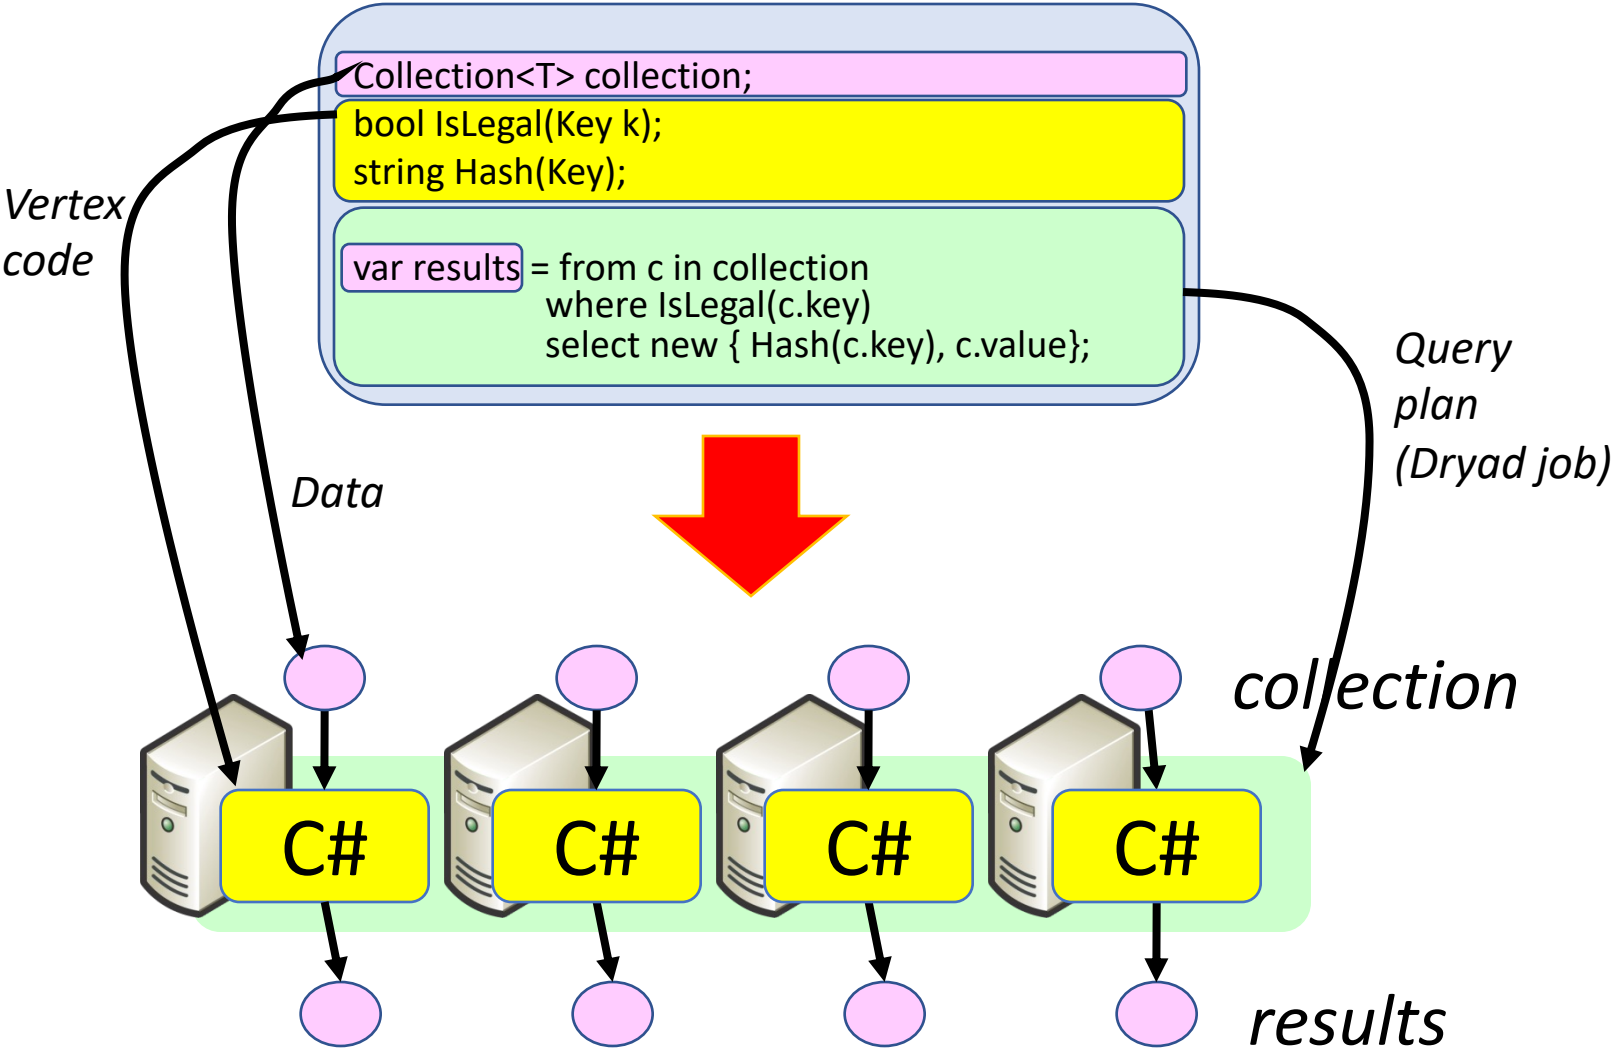 Collection<T> collection;
bool IsLegal(Key k);
string Hash(Key);
var results = from c in collection
where IsLegal(c.key)
select new { Hash(c.key), c.value};
Vertex
code
Data
Query
plan
(Dryad job)
collection
C# C# C# C#
results